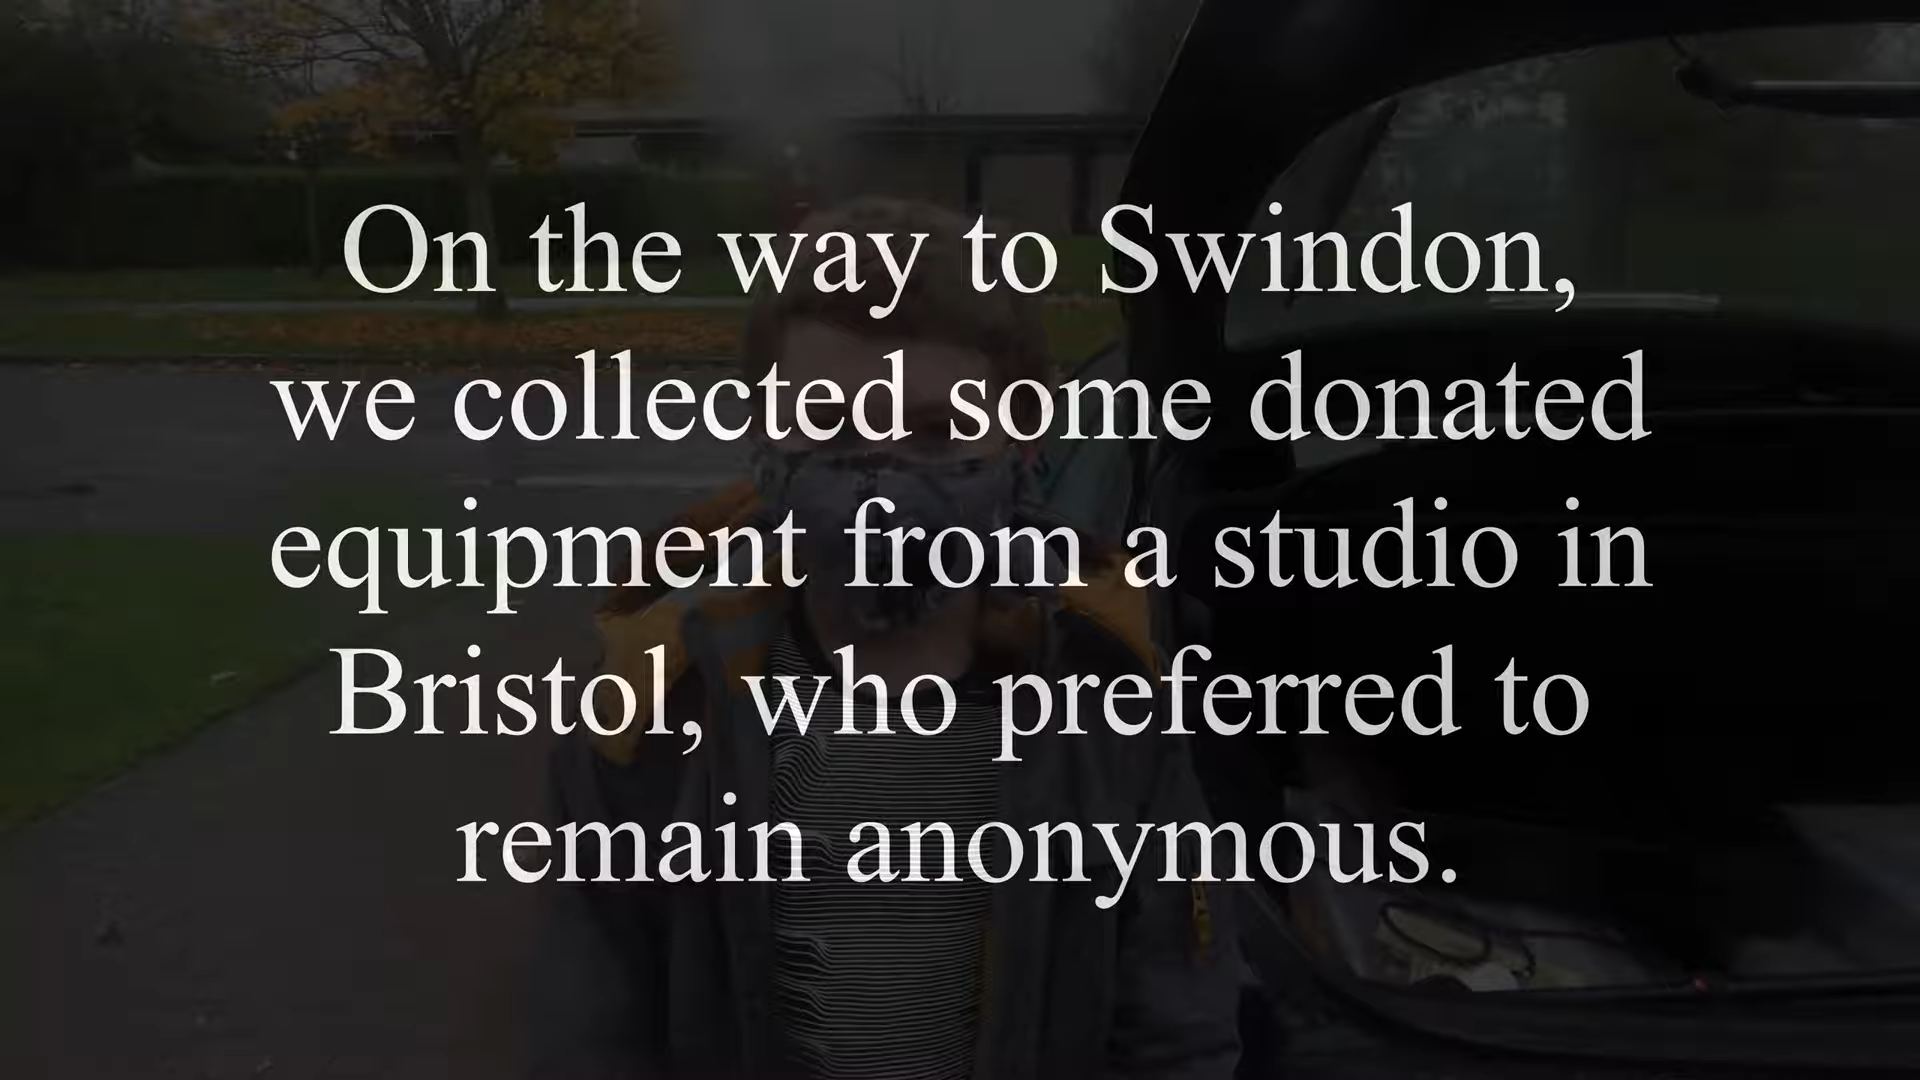 On the way to Swindon,
we collected some donated
equipment from a studio in
Bristol, who preferred to
remain anonymous.